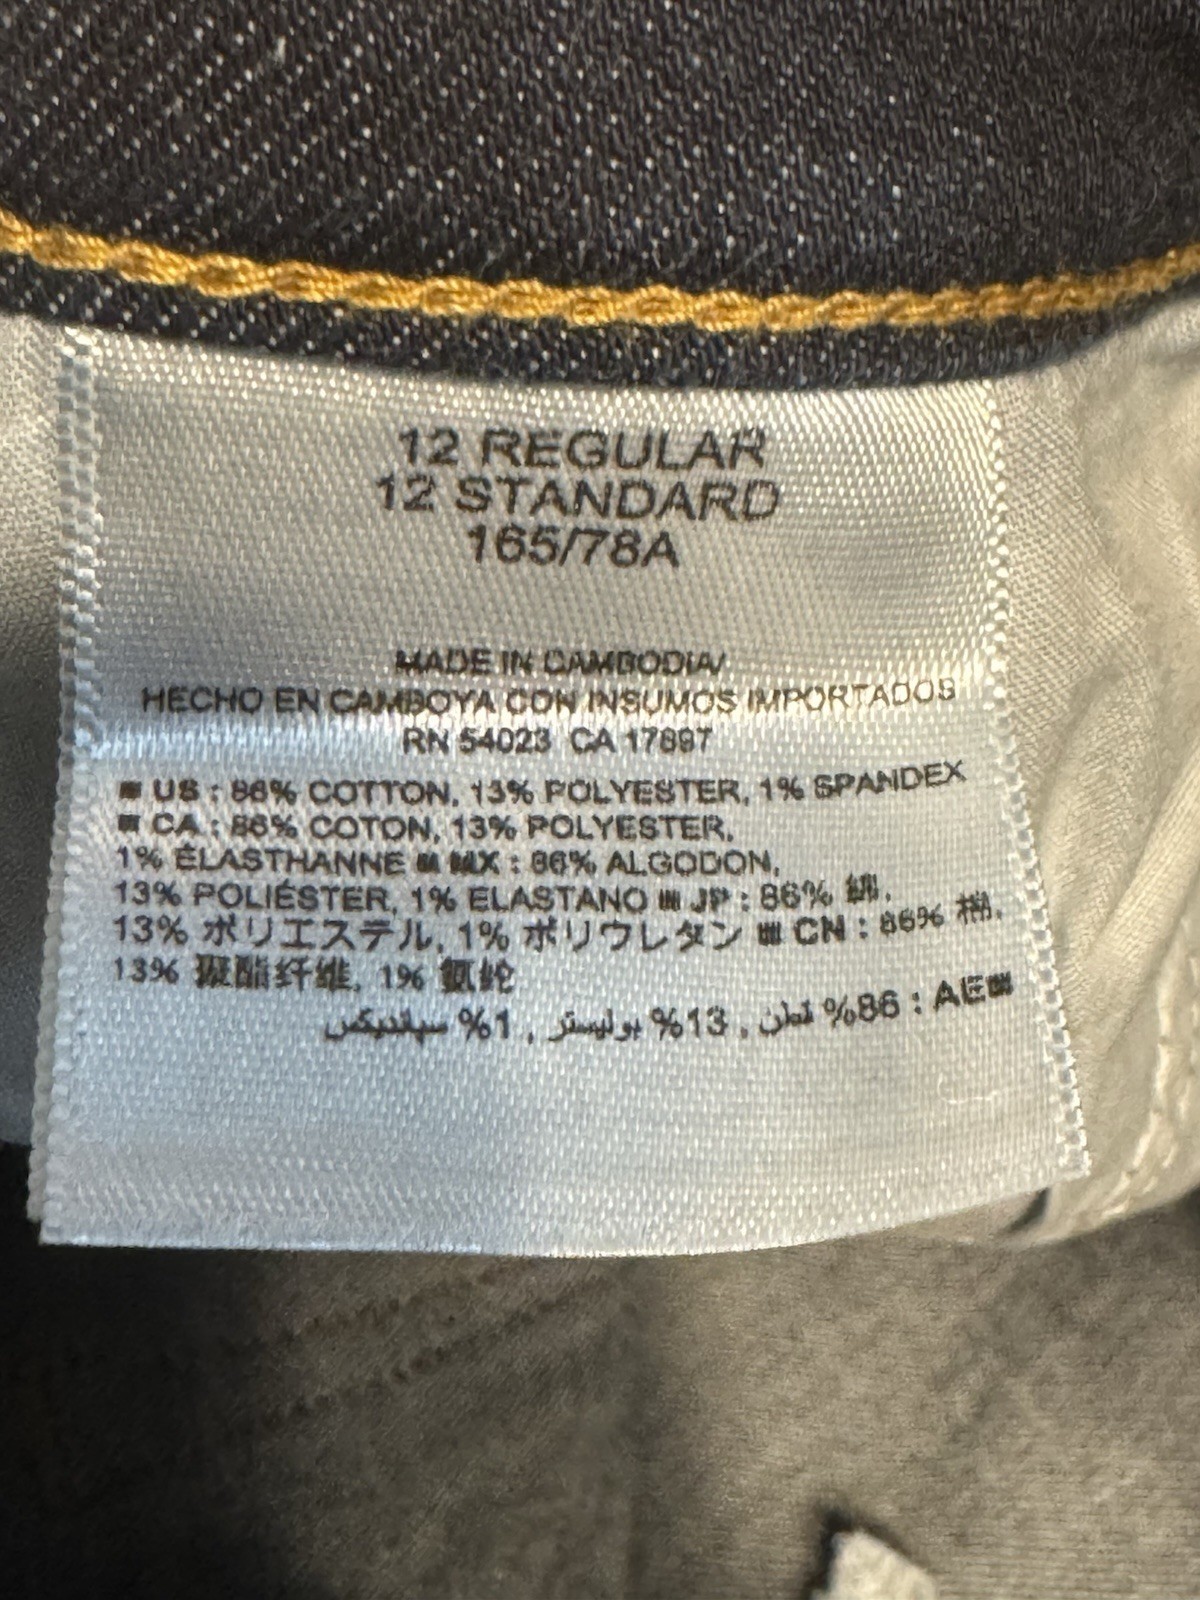 12 REGULAR
12 STANDARD
165/78A
MADE IN CAMBODIA/
HECHO EN CAMBOYA CON INSUMOS IMPORTADOS
RN 54023 CA 17897
■ US : 86% COTTON, 13% POLYESTER, 1% SPANDEX
■ CA : 86% COTON, 13% POLYESTER,
1% ÉLASTHANNE ■ MX : 86% ALGODON,
13% POLIÉSTER, 1% ELASTANO ■ JP : 86% 綿,
13% ポリエステル, 1% ポリウレタン ■ CN : 86% 棉,
13% 聚酯纤维, 1% 氨纶
■AE : 86% قطن , 13% بوليستر , 1% سباندكس